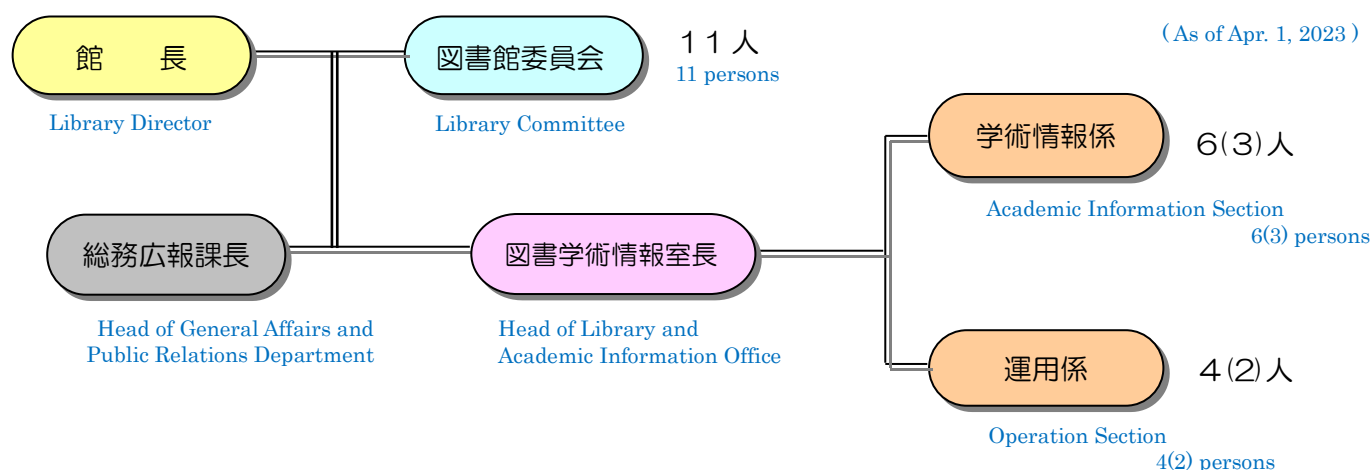 館　長
図書館委員会
１１人
11 persons
( As of Apr. 1, 2023 )
Library Director
Library Committee
学術情報係
6(3)人
Academic Information Section
6(3) persons
総務広報課長
図書学術情報室長
Head of General Affairs and
Public Relations Department
Head of Library and
Academic Information Office
運用係
4(2)人
Operation Section
4(2) persons